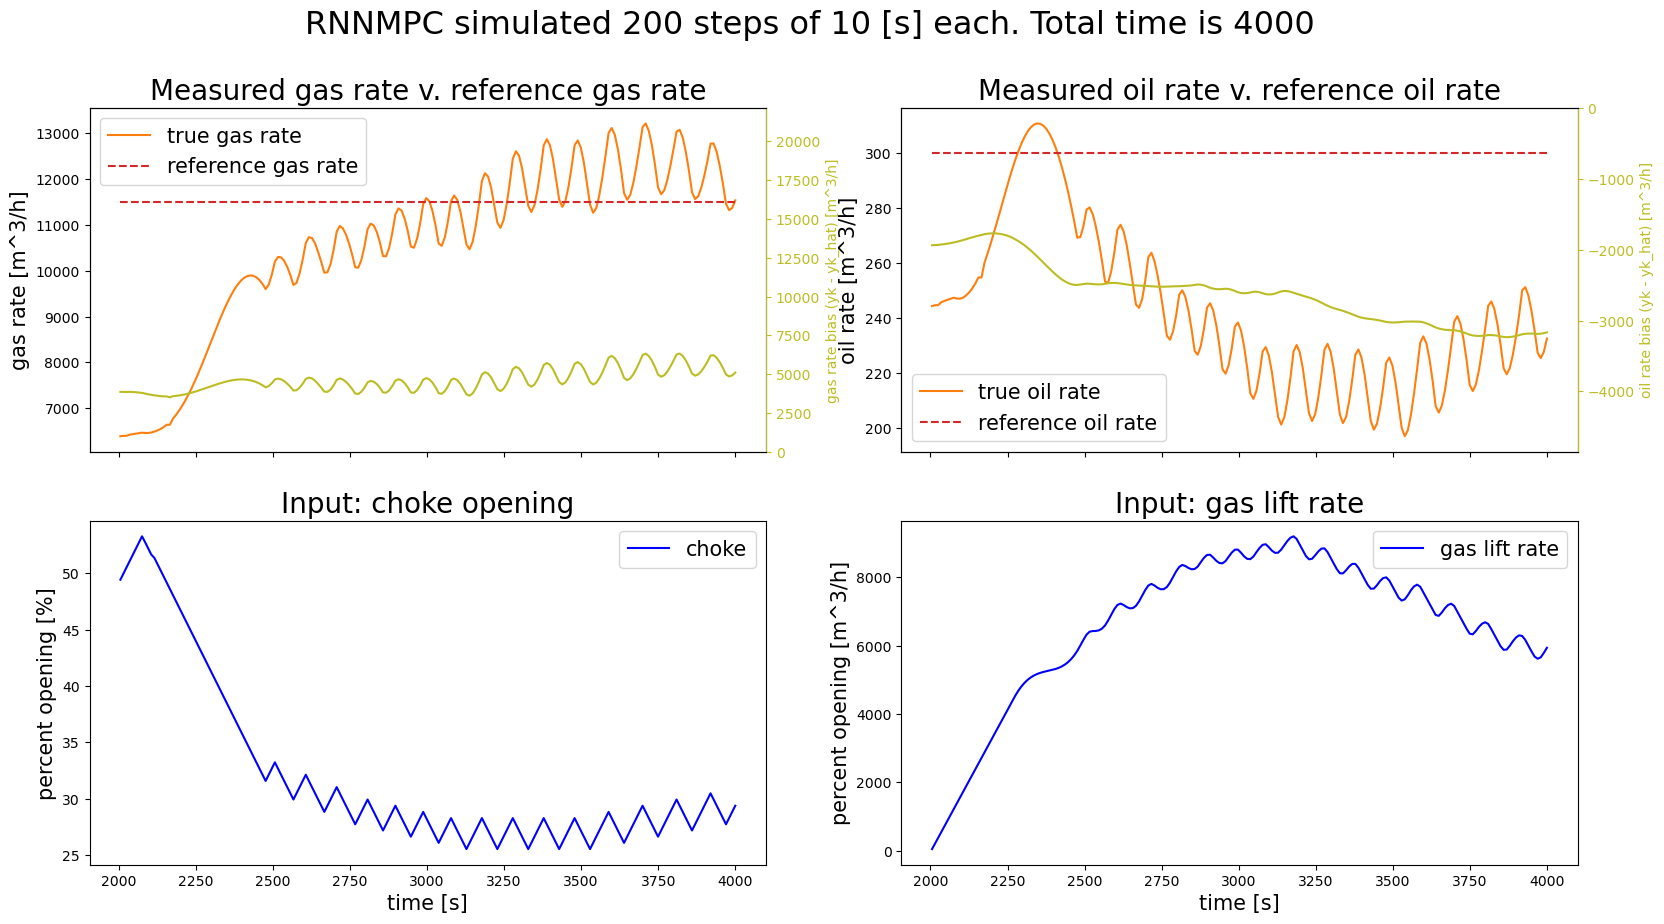 RNNMPC simulated 200 steps of 10 [s] each. Total time is 4000
Measured gas rate v. reference gas rate
gas rate [m^3/h]
13000
12000
11000
10000
9000
8000
7000
true gas rate
reference gas rate
20000
17500
15000
12500
10000
7500
5000
2500
0
gas rate bias (yk - yk_hat) [m^3/h]
Measured oil rate v. reference oil rate
oil rate [m^3/h]
300
280
260
240
220
200
true oil rate
reference oil rate
0
−1000
−2000
−3000
−4000
oil rate bias (yk - yk_hat) [m^3/h]
Input: choke opening
percent opening [%]
50
45
40
35
30
25
choke
2000 2250 2500 2750 3000 3250 3500 3750 4000
time [s]
Input: gas lift rate
percent opening [m^3/h]
8000
6000
4000
2000
0
gas lift rate
2000 2250 2500 2750 3000 3250 3500 3750 4000
time [s]